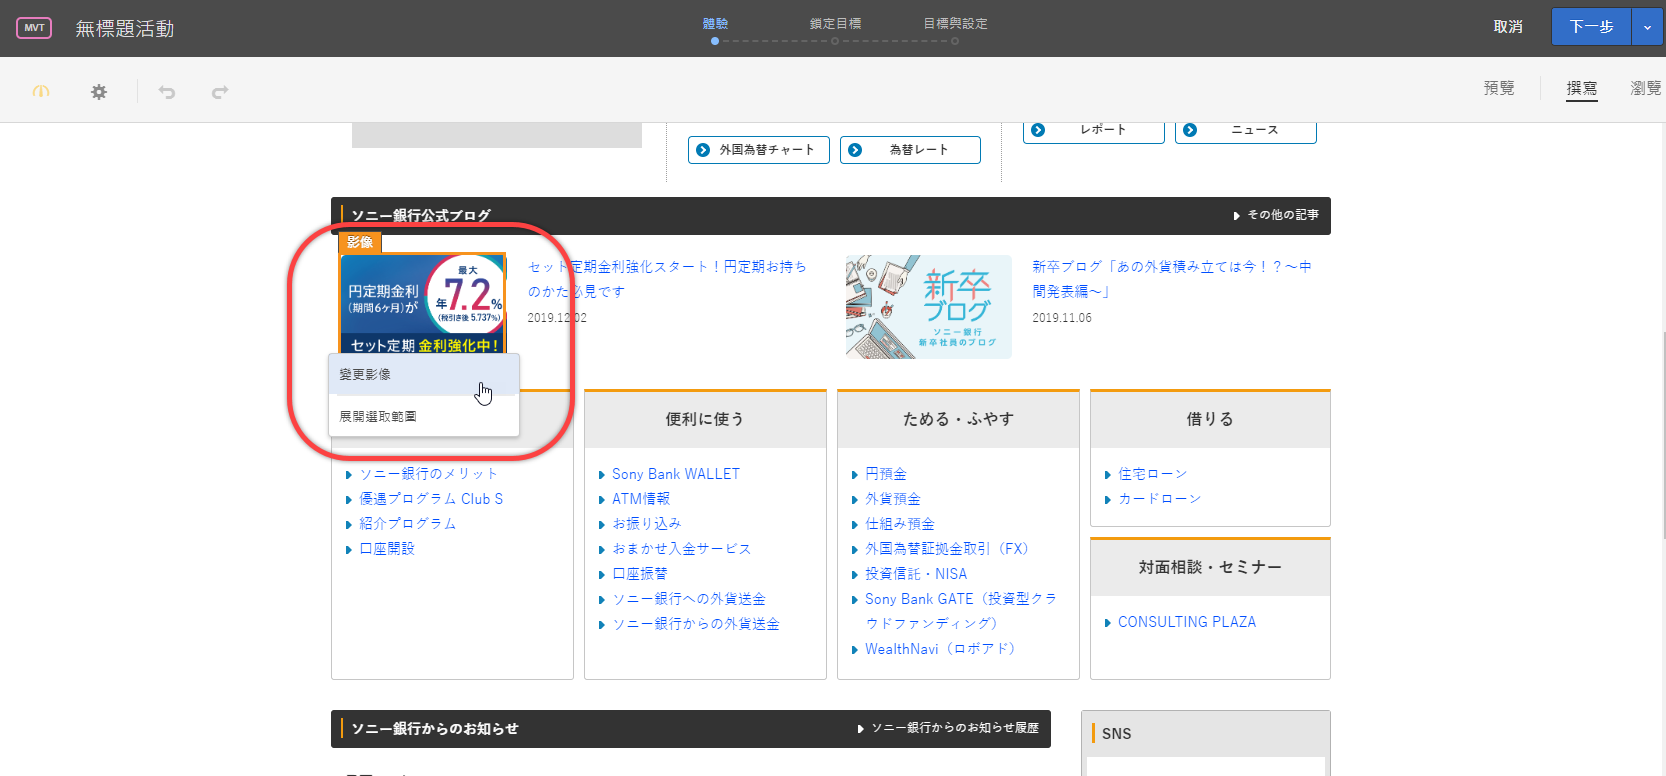 MVT 無標題活動
體驗 鎖定目標 目標與設定
取消 下一步
預覽 撰寫 瀏覽
レポート ニュース
外国為替チャート 為替レート
ソニー銀行公式ブログ その他の記事
影像
最大
円定期金利 年7.2%
(期間6ヶ月)が (税引き後 5.737%)
セット定期 金利強化中！
セット定期金利強化スタート！円定期お持ち
のかた必見です
2019.12.02
新卒
ブログ
ソニー銀行
新卒社員のブログ
新卒ブログ「あの外貨積み立ては今！？～中
間発表編～」
2019.11.06
變更影像
展開選取範圍
ソニー銀行のメリット
優遇プログラム Club S
紹介プログラム
口座開設
便利に使う
Sony Bank WALLET
ATM情報
お振り込み
おまかせ入金サービス
口座振替
ソニー銀行への外貨送金
ソニー銀行からの外貨送金
ためる・ふやす
円預金
外貨預金
仕組み預金
外国為替証拠金取引（FX）
投資信託・NISA
Sony Bank GATE（投資型クラ
ウドファンディング）
WealthNavi（ロボアド）
借りる
住宅ローン
カードローン
対面相談・セミナー
CONSULTING PLAZA
ソニー銀行からのお知らせ ソニー銀行からのお知らせ履歴
SNS